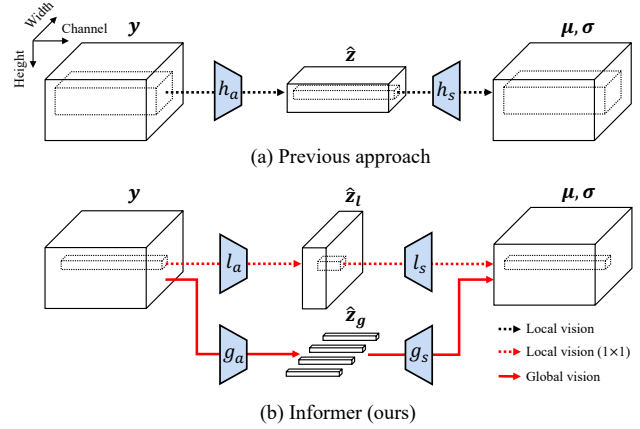 Width
Channel
Height
y
ẑ
μ, σ
hₐ
hₛ
(a) Previous approach
y
ẑₗ
μ, σ
lₐ
lₛ
ẑ_g
gₐ
gₛ
Local vision
Local vision (1×1)
Global vision
(b) Informer (ours)